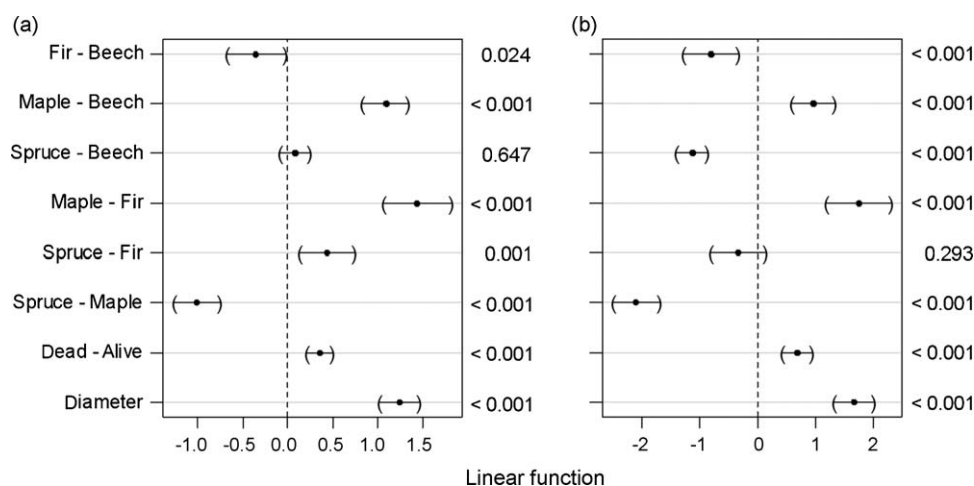 (a) (b)
Fir - Beech 0.024 < 0.001
Maple - Beech < 0.001 < 0.001
Spruce - Beech 0.647 < 0.001
Maple - Fir < 0.001 < 0.001
Spruce - Fir 0.001 0.293
Spruce - Maple < 0.001 < 0.001
Dead - Alive < 0.001 < 0.001
Diameter < 0.001 < 0.001
-1.0 -0.5 0.0 0.5 1.0 1.5 -2 -1 0 1 2
Linear function